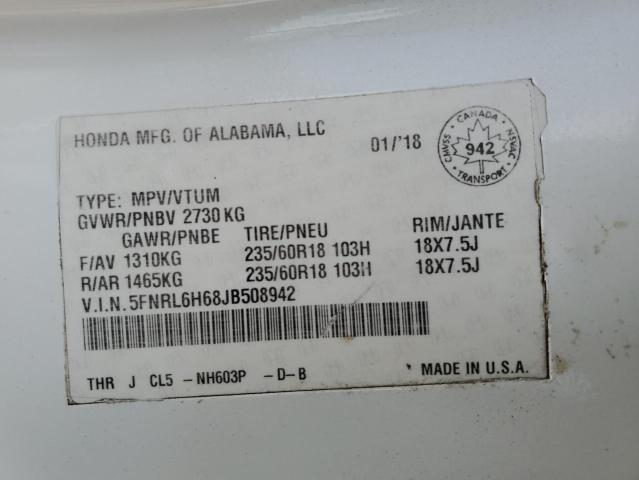 HONDA MFG. OF ALABAMA, LLC
01/'18
CANADA
CMVSS
942
NSVAC
TRANSPORT
TYPE: MPV/VTUM
GVWR/PNBV 2730 KG
GAWR/PNBE TIRE/PNEU RIM/JANTE
F/AV 1310KG 235/60R18 103H 18X7.5J
R/AR 1465KG 235/60R18 103H 18X7.5J
V.I.N.5FNRL6H68JB508942
THR J CL5 -NH603P -D-B MADE IN U.S.A.